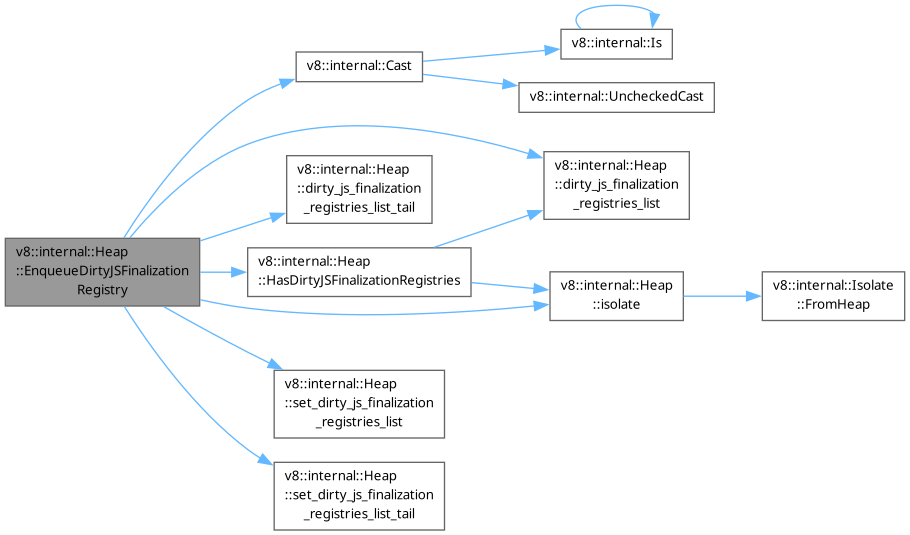 v8::internal::Is
v8::internal::Cast
v8::internal::UncheckedCast
v8::internal::Heap
::dirty_js_finalization
_registries_list
v8::internal::Heap
::dirty_js_finalization
_registries_list_tail
v8::internal::Heap
::EnqueueDirtyJSFinalization
Registry
v8::internal::Heap
::HasDirtyJSFinalizationRegistries
v8::internal::Heap
::isolate
v8::internal::Isolate
::FromHeap
v8::internal::Heap
::set_dirty_js_finalization
_registries_list
v8::internal::Heap
::set_dirty_js_finalization
_registries_list_tail